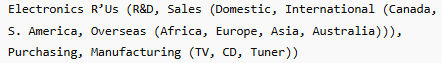 Electronics R’Us (R&D, Sales (Domestic, International (Canada,
S. America, Overseas (Africa, Europe, Asia, Australia))),
Purchasing, Manufacturing (TV, CD, Tuner))